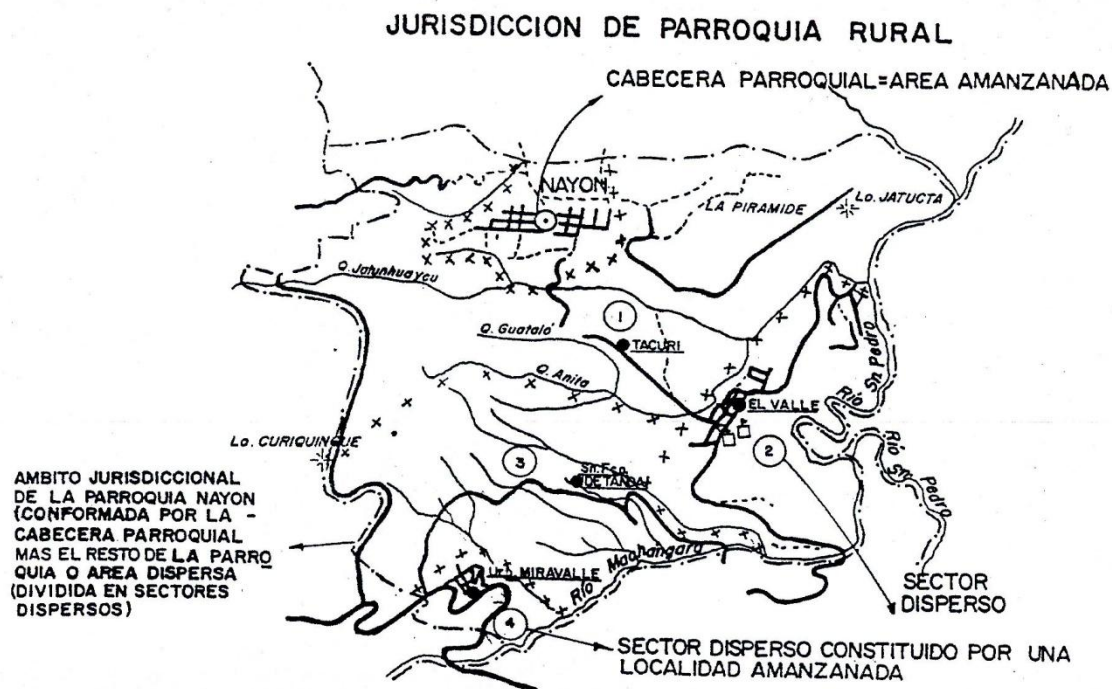 JURISDICCION DE PARROQUIA RURAL
CABECERA PARROQUIAL=AREA AMANZANADA
NAYON
LA PIRAMIDE
Lo. JATUCTA
Q. Jatunhuaycu
1
Q. Guatalo
TACURI
Q. Anita
EL VALLE
Río Sn Pedro
Lo. CURIQUINGUE
3
2
Río Sn. Pedro
Sn. Fco.
DE TANDA
AMBITO JURISDICCIONAL
DE LA PARROQUIA NAYON
(CONFORMADA POR LA -
CABECERA PARROQUIAL
MAS EL RESTO DE LA PARRO
QUIA O AREA DISPERSA
(DIVIDIDA EN SECTORES
DISPERSOS)
Urb. MIRAVALLE
Río Machangara
SECTOR
DISPERSO
4
SECTOR DISPERSO CONSTITUIDO POR UNA
LOCALIDAD AMANZANADA